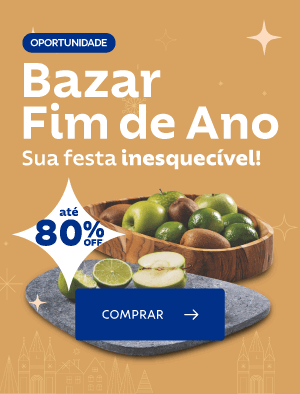 OPORTUNIDADE
Bazar
Fim de Ano
Sua festa inesquecível!
até
80% OFF
COMPRAR